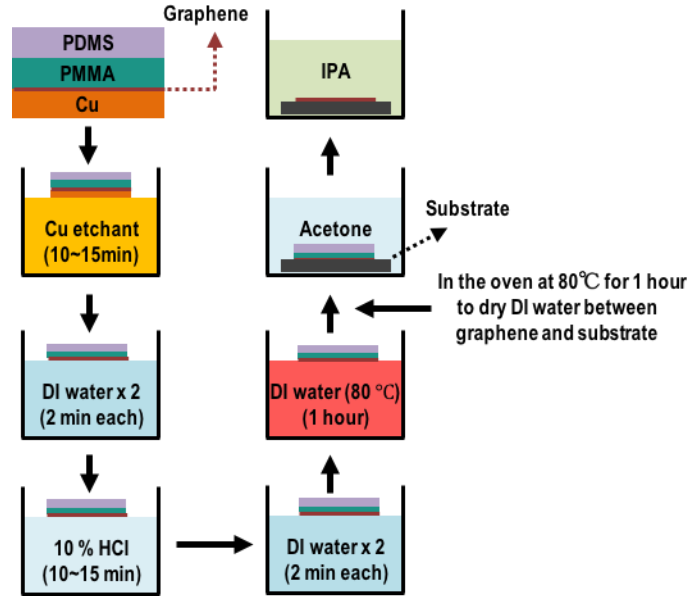 Graphene
PDMS
PMMA
Cu
Cu etchant
(10~15min)
DI water x 2
(2 min each)
10 % HCl
(10~15 min)
DI water x 2
(2 min each)
DI water (80 ℃)
(1 hour)
In the oven at 80℃ for 1 hour
to dry DI water between
graphene and substrate
Acetone
Substrate
IPA